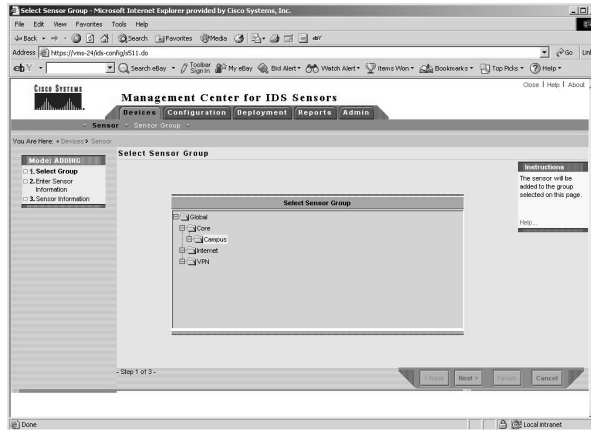 Select Sensor Group - Microsoft Internet Explorer provided by Cisco Systems, Inc.
File Edit View Favorites Tools Help
Back Search Favorites Media
Address https://vms-24/ids-config/s511.do Go
Search eBay Toolbar Sign In My eBay Bid Alert Watch Alert Items Won Bookmarks Top Picks Help
Close | Help | About
CISCO SYSTEMS
Management Center for IDS Sensors
Devices Configuration Deployment Reports Admin
Sensor Sensor Group
You Are Here: Devices > Sensor
Select Sensor Group
Mode: ADDING
1. Select Group
2. Enter Sensor
Information
3. Sensor Information
Instructions
The sensor will be
added to the group
selected on this page.
Help...
Select Sensor Group
Global
Core
Campus
Internet
VPN
- Step 1 of 3 -
< Back Next > Finish Cancel
Done Local intranet